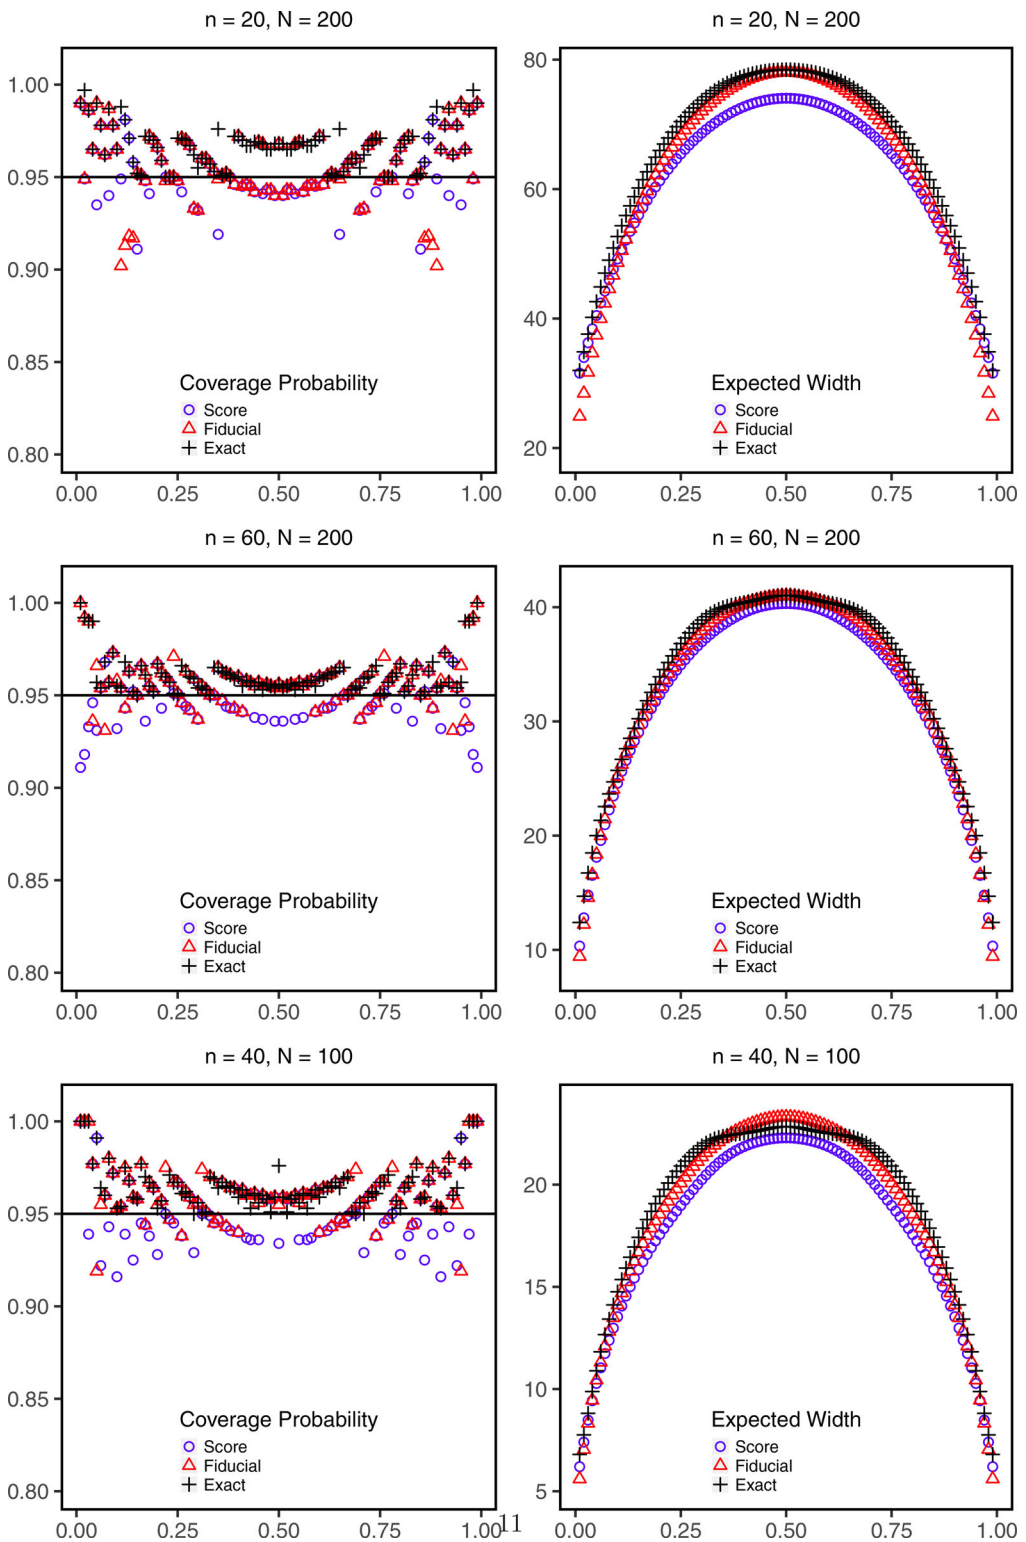 n = 20, N = 200
1.00
0.95
0.90
0.85
0.80
Coverage Probability
Score
Fiducial
Exact
0.00 0.25 0.50 0.75 1.00
n = 20, N = 200
80
60
40
20
Expected Width
Score
Fiducial
Exact
0.00 0.25 0.50 0.75 1.00
n = 60, N = 200
1.00
0.95
0.90
0.85
0.80
Coverage Probability
Score
Fiducial
Exact
0.00 0.25 0.50 0.75 1.00
n = 60, N = 200
40
30
20
10
Expected Width
Score
Fiducial
Exact
0.00 0.25 0.50 0.75 1.00
n = 40, N = 100
1.00
0.95
0.90
0.85
0.80
Coverage Probability
Score
Fiducial
Exact
0.00 0.25 0.50 0.75 1.00
n = 40, N = 100
20
15
10
5
Expected Width
Score
Fiducial
Exact
0.00 0.25 0.50 0.75 1.00
11